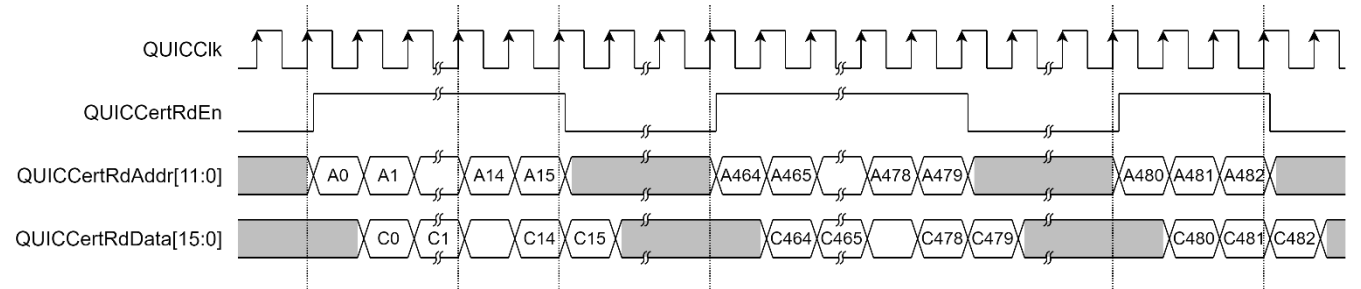 QUICClk
QUICCertRdEn
QUICCertRdAddr[11:0] A0 A1 A14 A15 A464 A465 A478 A479 A480 A481 A482
QUICCertRdData[15:0] C0 C1 C14 C15 C464 C465 C478 C479 C480 C481 C482